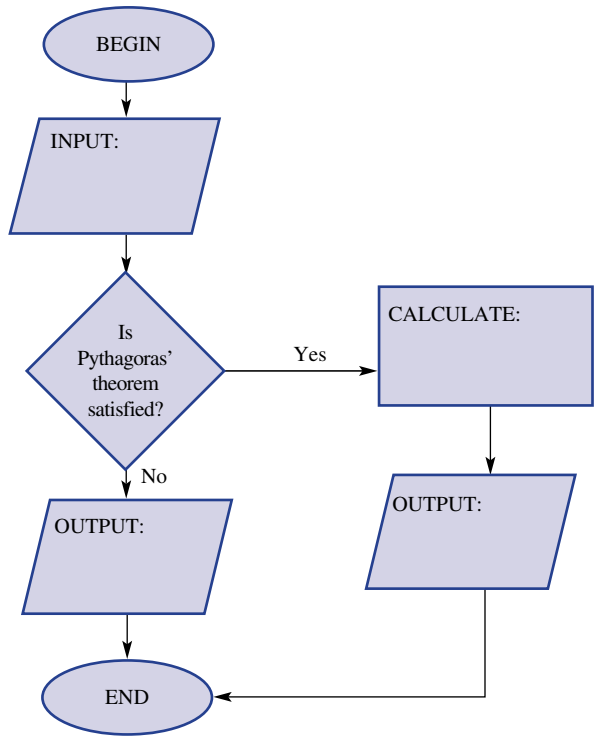 BEGIN
INPUT:
Is
Pythagoras’
theorem
satisfied?
Yes
CALCULATE:
No
OUTPUT:
OUTPUT:
END